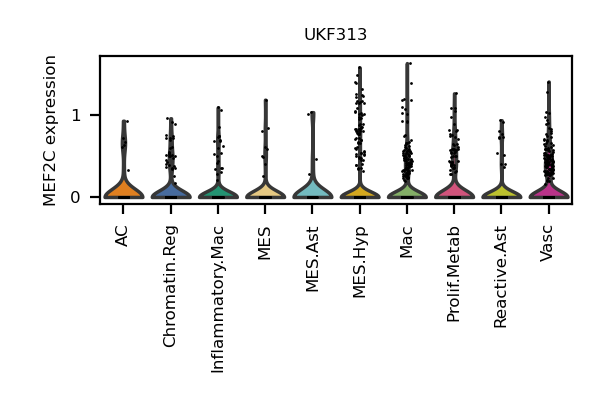 UKF313
MEF2C expression
1
0
AC
Chromatin.Reg
Inflammatory.Mac
MES
MES.Ast
MES.Hyp
Mac
Prolif.Metab
Reactive.Ast
Vasc